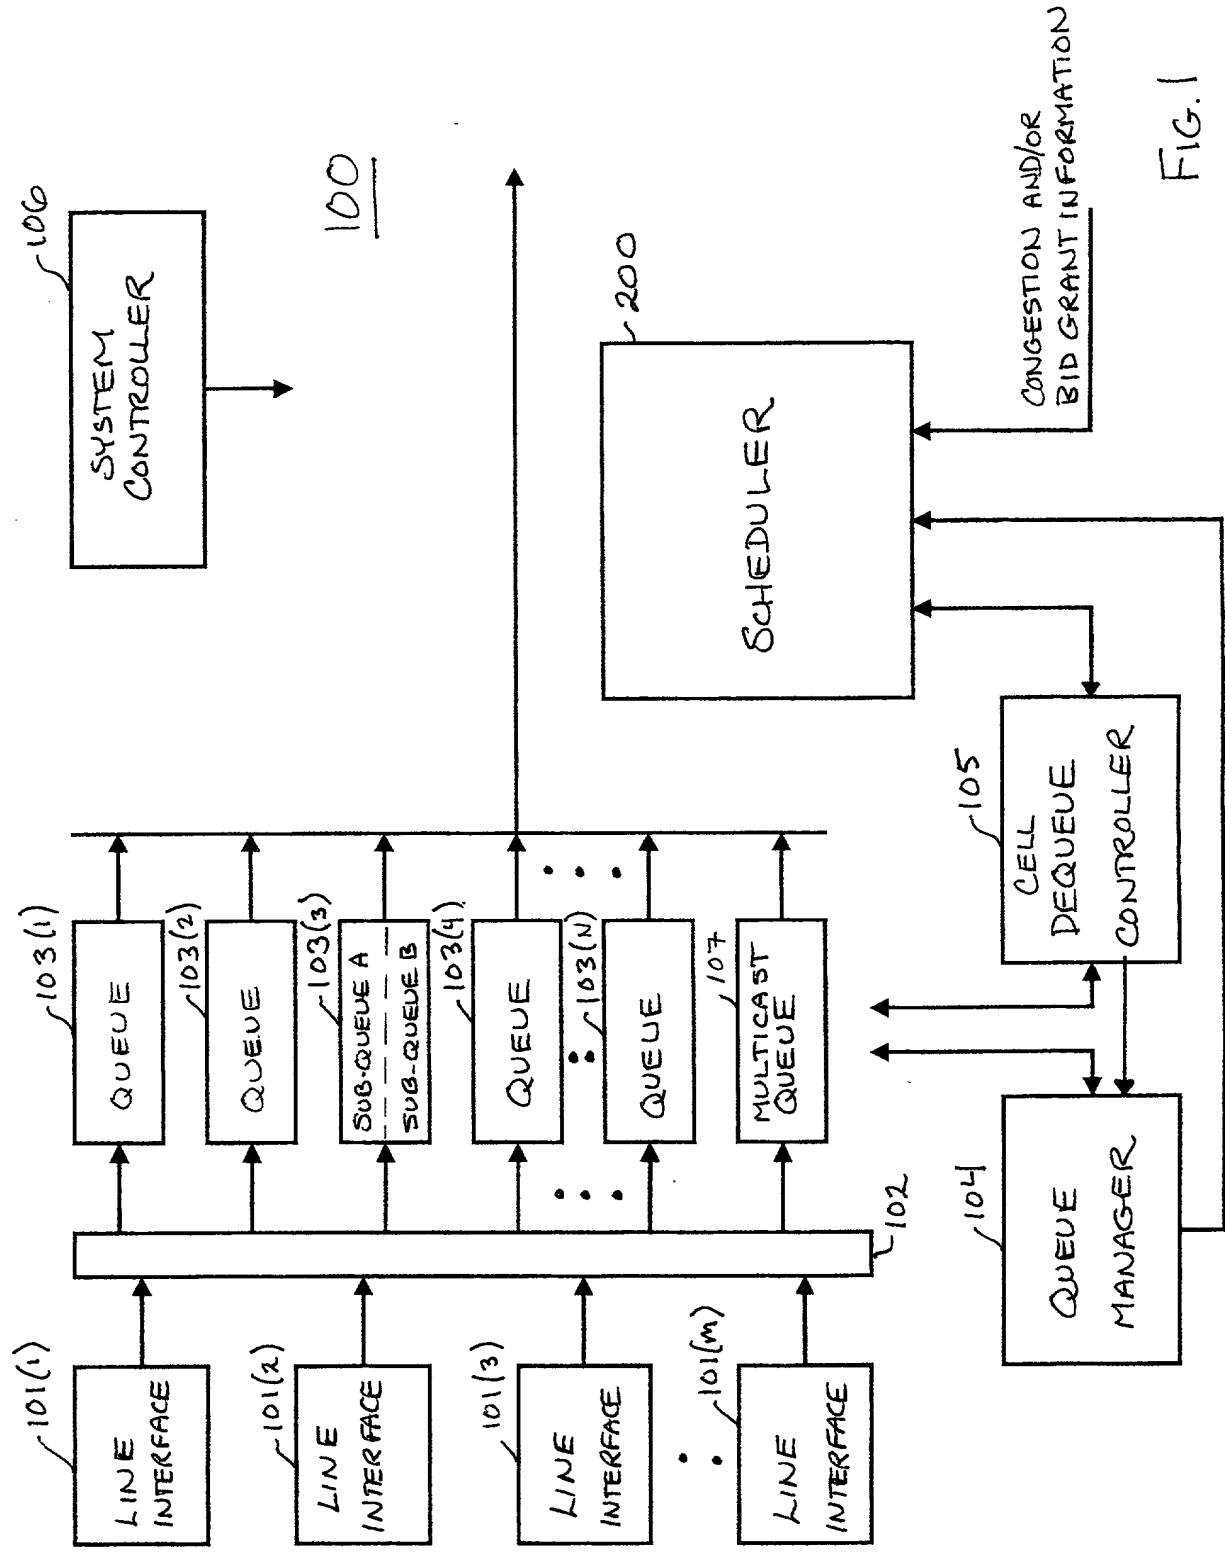 101(1)
LINE
INTERFACE
101(2)
LINE
INTERFACE
101(3)
LINE
INTERFACE
101(m)
LINE
INTERFACE
102
103(1)
QUEUE
103(2)
QUEUE
103(3)
SUB-QUEUE A
SUB-QUEUE B
103(4)
QUEUE
103(N)
QUEUE
107
MULTICAST
QUEUE
104
QUEUE
MANAGER
105
CELL
DEQUEUE
CONTROLLER
200
SCHEDULER
106
SYSTEM
CONTROLLER
100
CONGESTION AND/OR
BID GRANT INFORMATION
FIG. 1